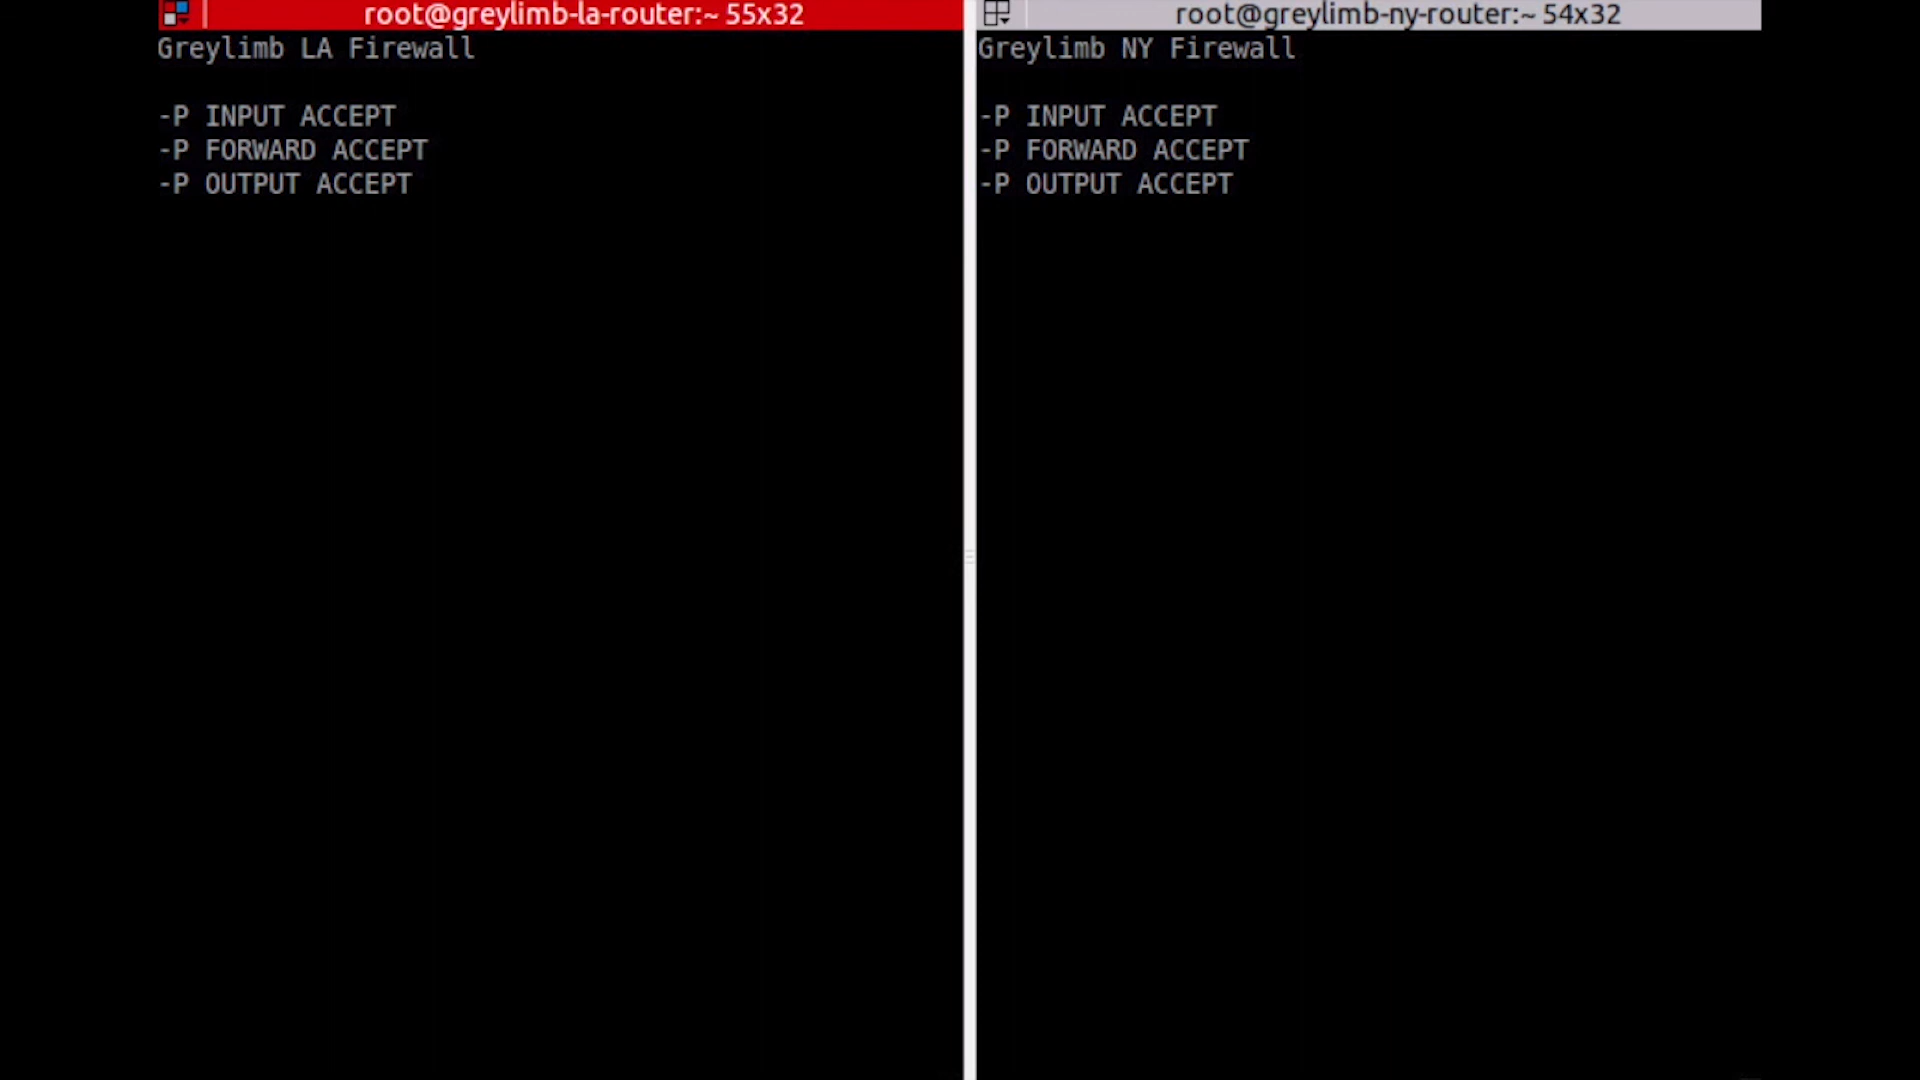 root@greylimb-la-router:~ 55x32
Greylimb LA Firewall
-P INPUT ACCEPT
-P FORWARD ACCEPT
-P OUTPUT ACCEPT
root@greylimb-ny-router:~ 54x32
Greylimb NY Firewall
-P INPUT ACCEPT
-P FORWARD ACCEPT
-P OUTPUT ACCEPT